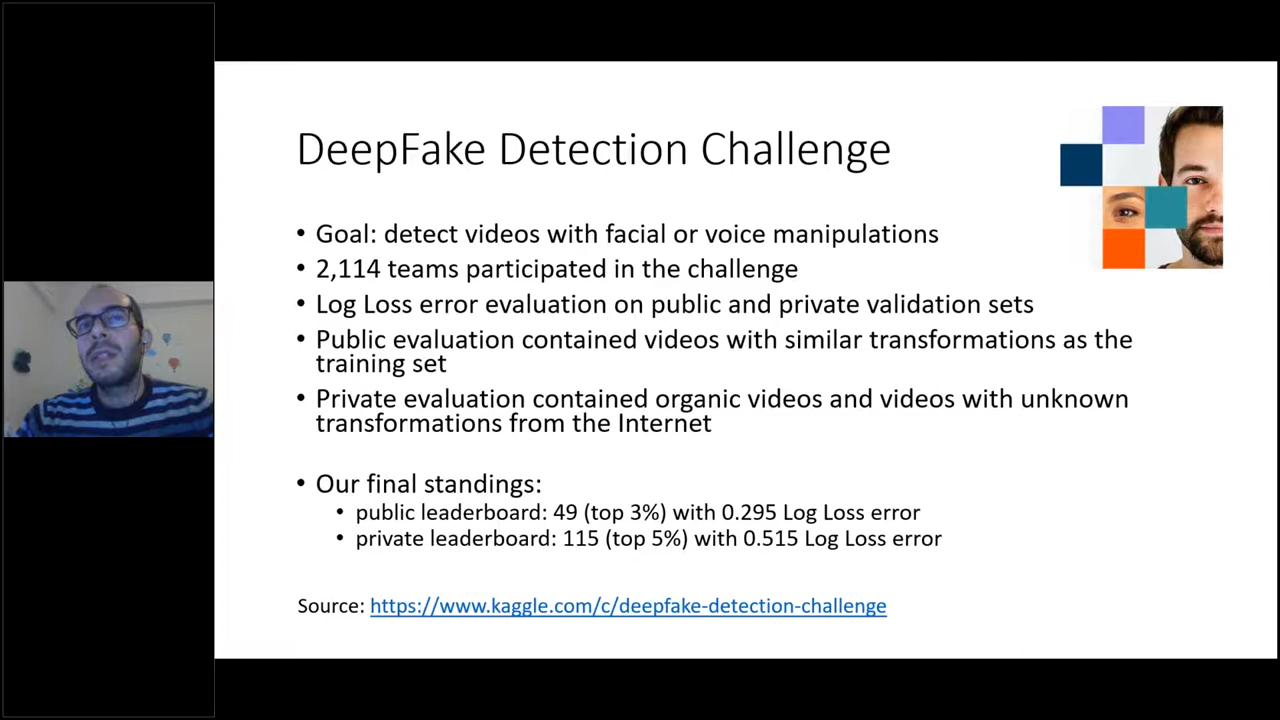 DeepFake Detection Challenge
• Goal: detect videos with facial or voice manipulations
• 2,114 teams participated in the challenge
• Log Loss error evaluation on public and private validation sets
• Public evaluation contained videos with similar transformations as the
training set
• Private evaluation contained organic videos and videos with unknown
transformations from the Internet
• Our final standings:
• public leaderboard: 49 (top 3%) with 0.295 Log Loss error
• private leaderboard: 115 (top 5%) with 0.515 Log Loss error
Source: https://www.kaggle.com/c/deepfake-detection-challenge